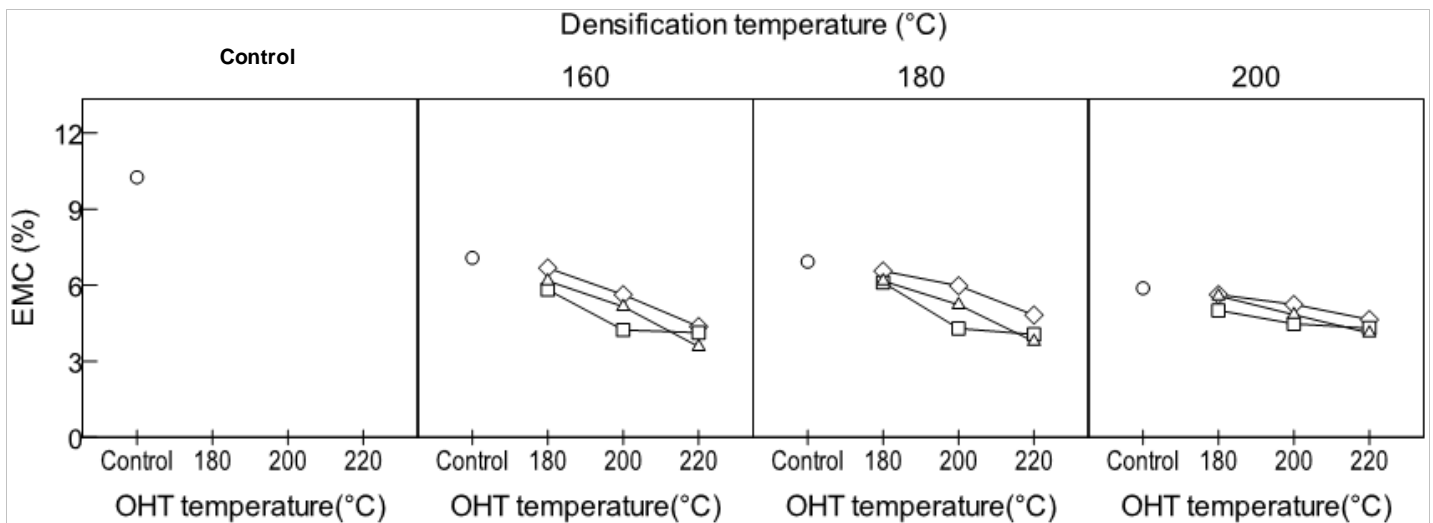 Densification temperature (°C)
Control
160 180 200
EMC (%)
12
9
6
3
0
Control 180 200 220 Control 180 200 220 Control 180 200 220 Control 180 200 220
OHT temperature(°C) OHT temperature(°C) OHT temperature(°C) OHT temperature(°C)